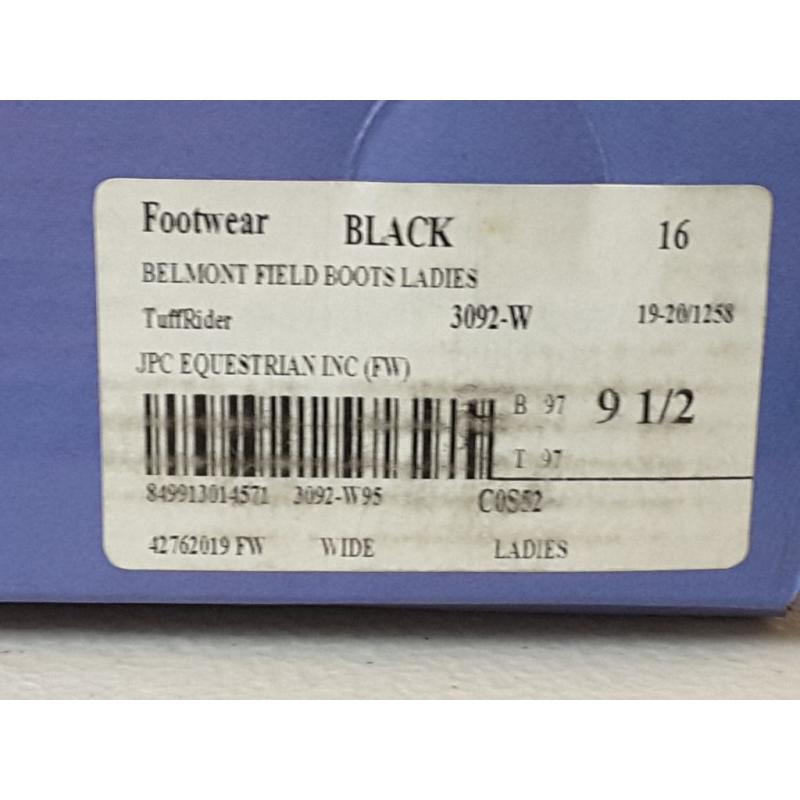 Footwear BLACK 16
BELMONT FIELD BOOTS LADIES
TuffRider 3092-W 19-20/1258
JPC EQUESTRIAN INC (FW)
B 97 9 1/2
T 97
849913014571 3092-W95 C0S52
42762019 FW WIDE LADIES